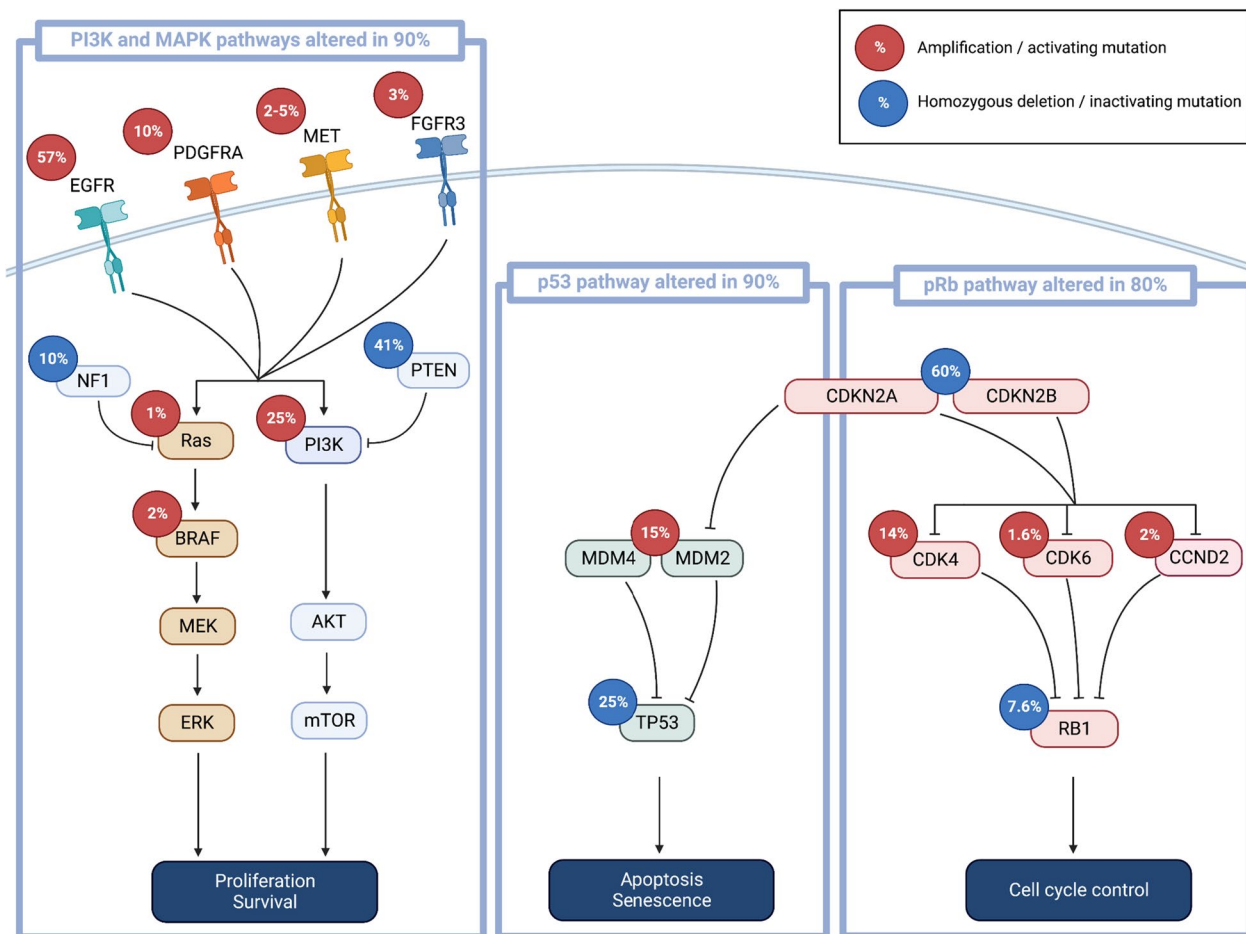 PI3K and MAPK pathways altered in 90%
%
Amplification / activating mutation
%
Homozygous deletion / inactivating mutation
57%
EGFR
10%
PDGFRA
2-5%
MET
3%
FGFR3
10%
NF1
41%
PTEN
1%
Ras
25%
PI3K
2%
BRAF
MEK
AKT
ERK
mTOR
Proliferation
Survival
p53 pathway altered in 90%
CDKN2A
60%
CDKN2B
MDM4
15%
MDM2
25%
TP53
Apoptosis
Senescence
pRb pathway altered in 80%
14%
CDK4
1.6%
CDK6
2%
CCND2
7.6%
RB1
Cell cycle control